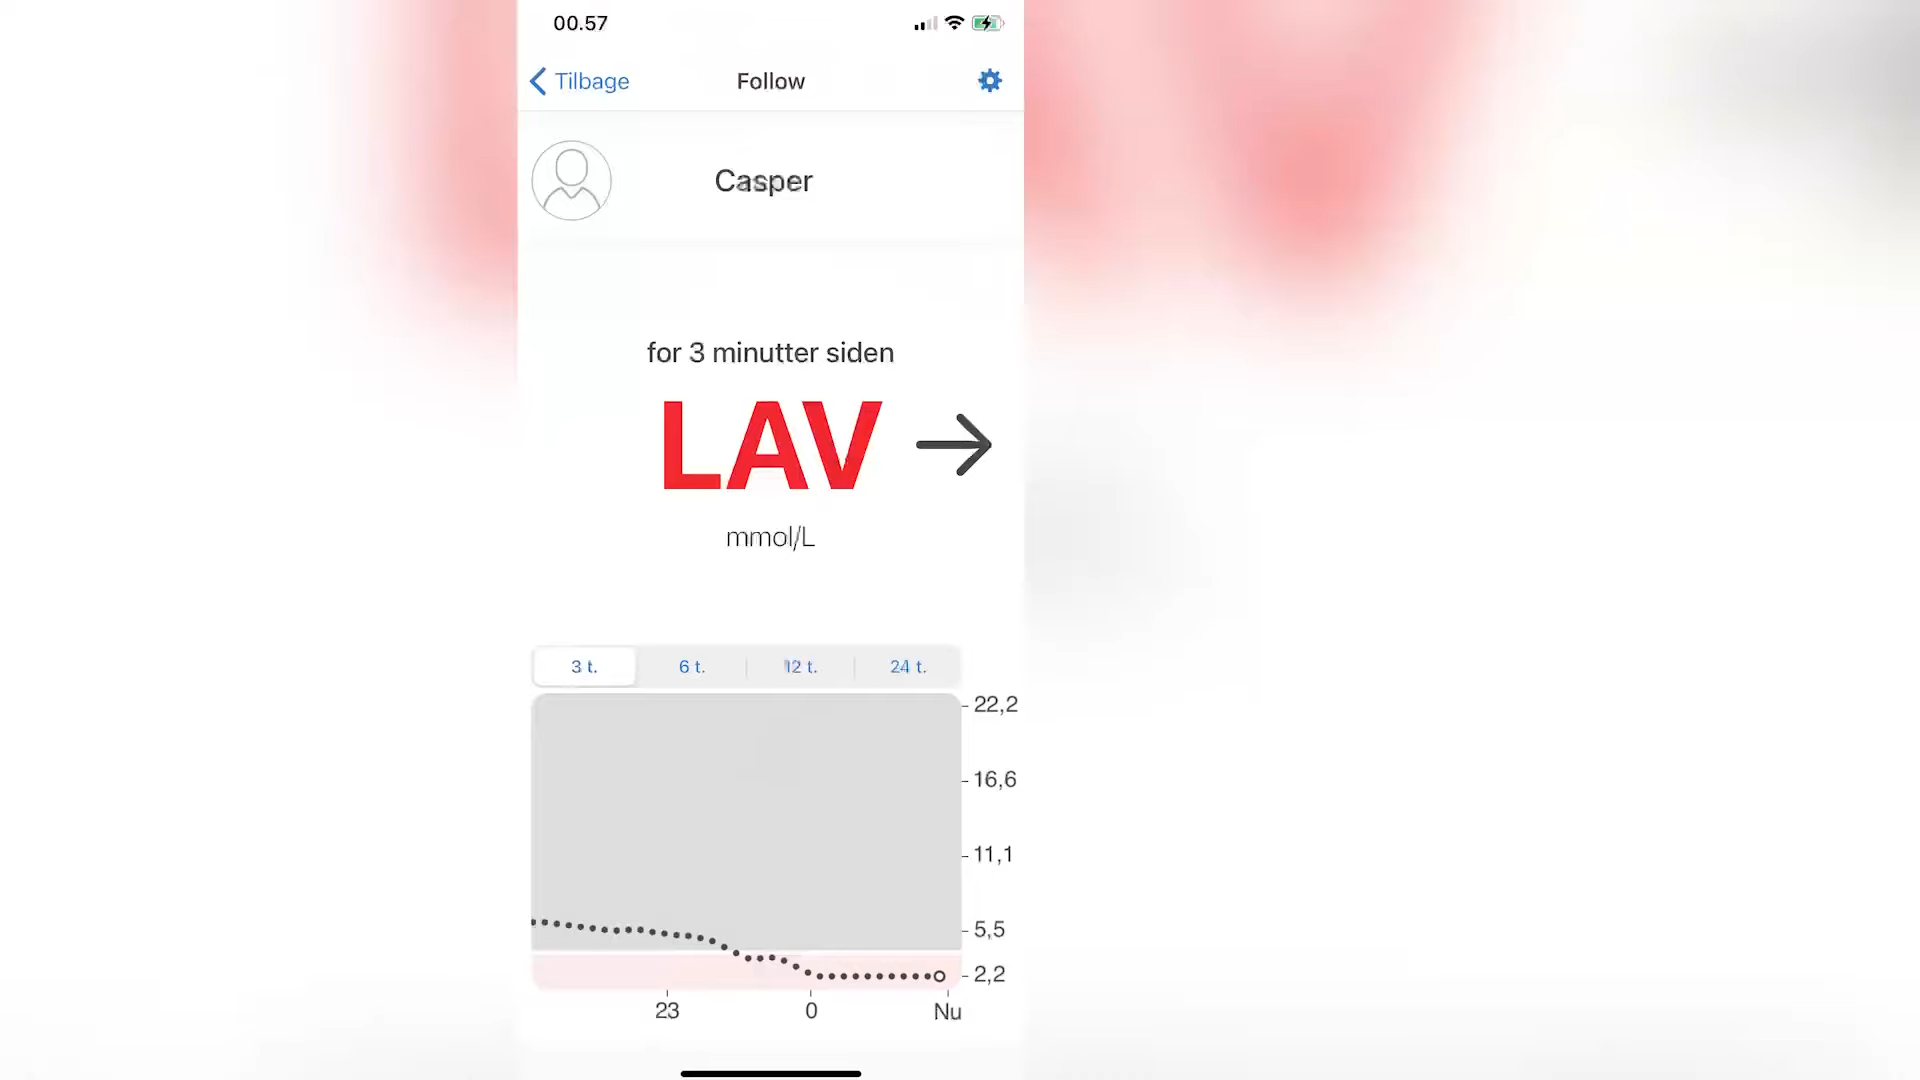 00.57
Tilbage
Follow
Casper
for 3 minutter siden
LAV
mmol/L
3 t.
6 t.
12 t.
24 t.
22,2
16,6
11,1
5,5
2,2
23
0
Nu